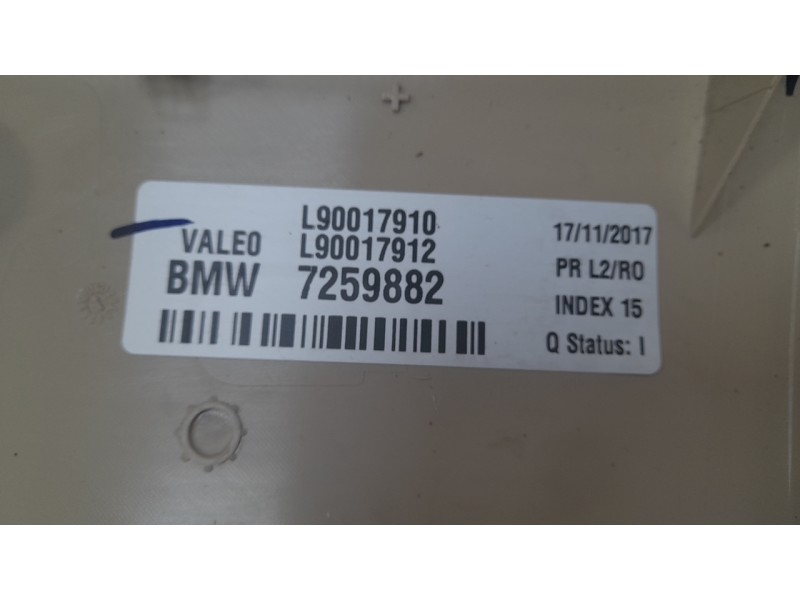 L90017910
VALEO L90017912
BMW 7259882
17/11/2017
PR L2/RO
INDEX 15
Q Status: I